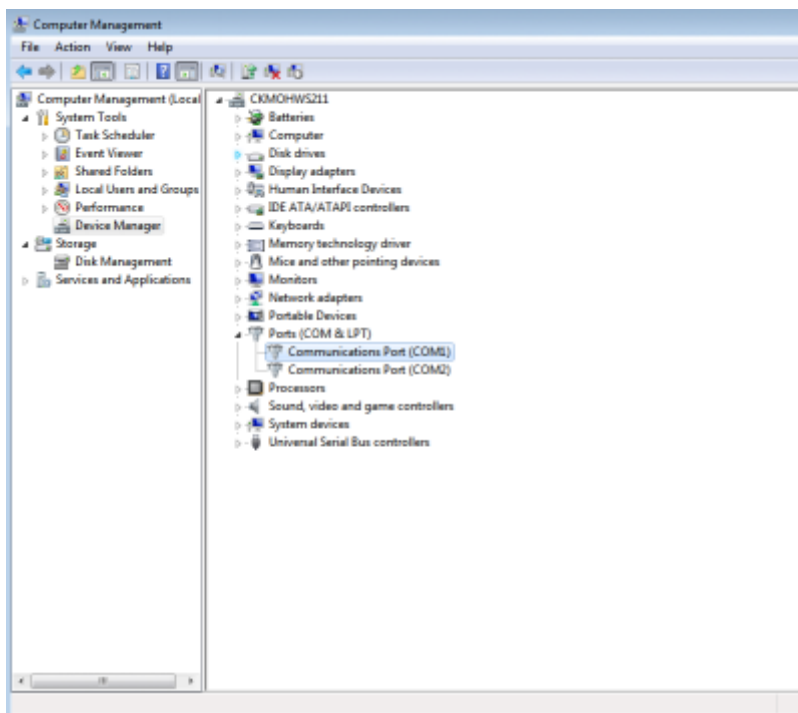 Computer Management
File Action View Help
Computer Management (Local
System Tools
Task Scheduler
Event Viewer
Shared Folders
Local Users and Groups
Performance
Device Manager
Storage
Disk Management
Services and Applications
CKMOHWS211
Batteries
Computer
Disk drives
Display adapters
Human Interface Devices
IDE ATA/ATAPI controllers
Keyboards
Memory technology driver
Mice and other pointing devices
Monitors
Network adapters
Portable Devices
Ports (COM & LPT)
Communications Port (COM1)
Communications Port (COM2)
Processors
Sound, video and game controllers
System devices
Universal Serial Bus controllers